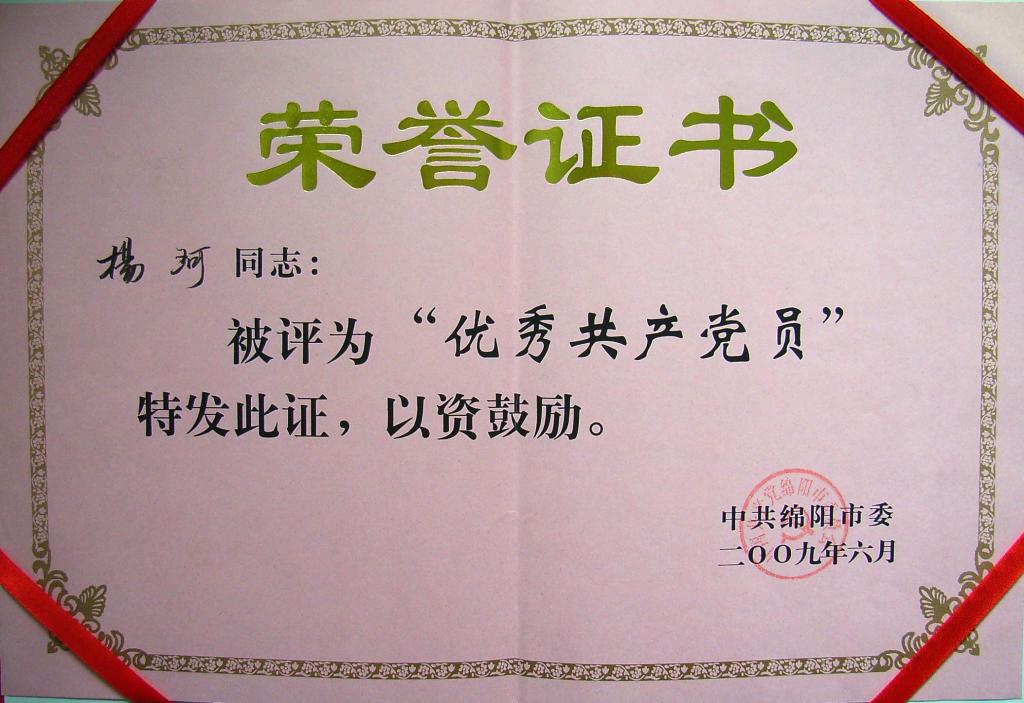 荣誉证书
楊珂同志：
被评为“优秀共产党员”
特发此证，以资鼓励。
中共绵阳市委
二〇〇九年六月